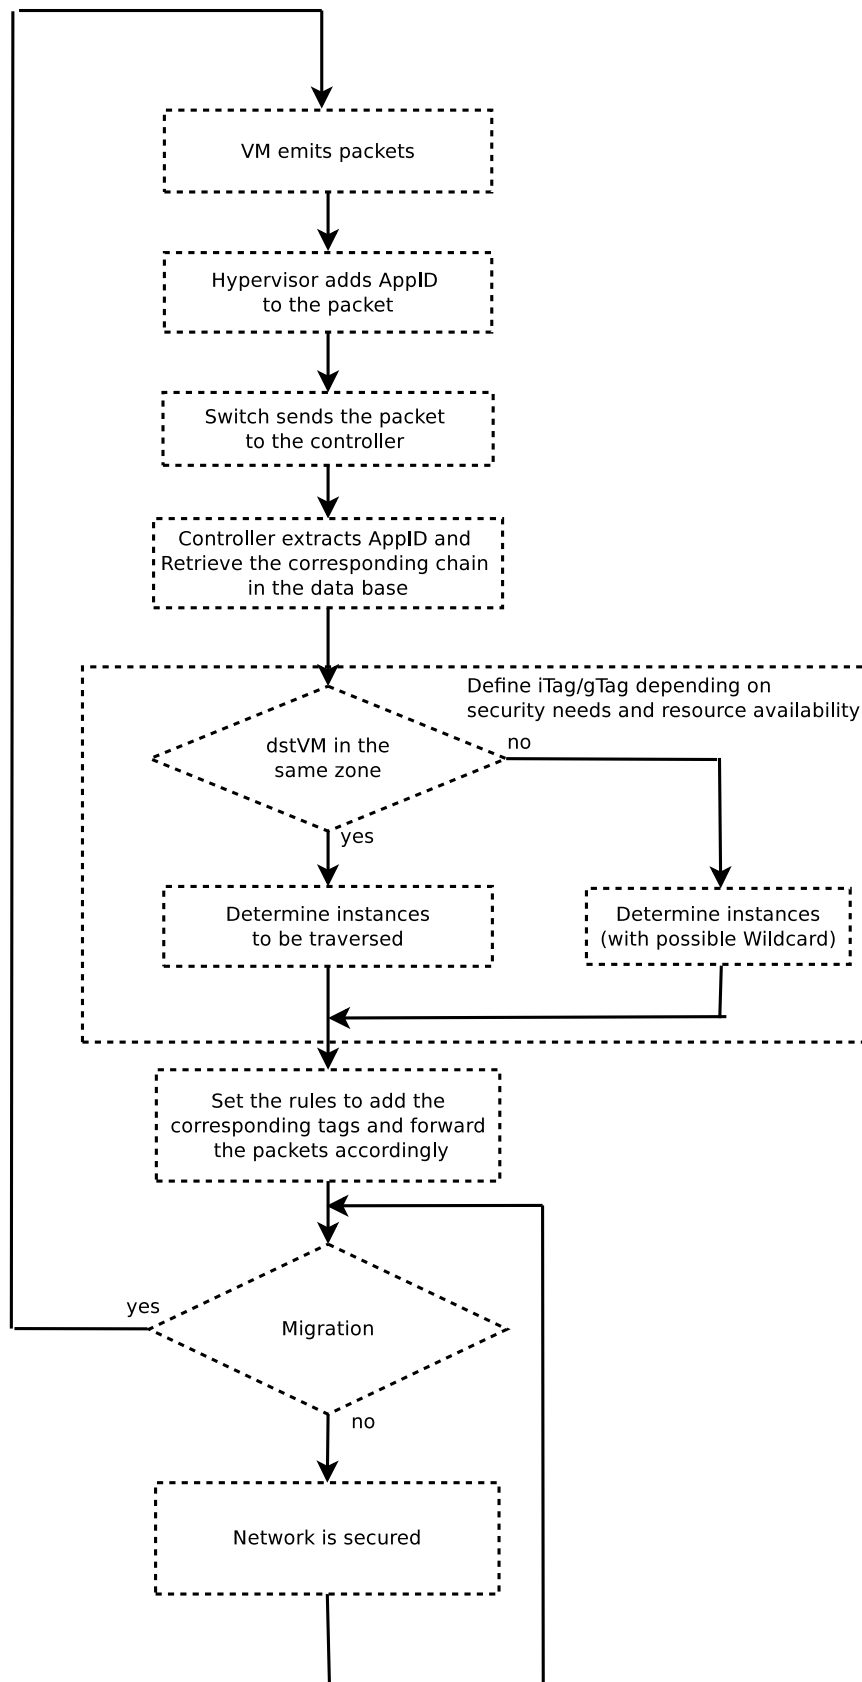 VM emits packets
Hypervisor adds AppID
to the packet
Switch sends the packet
to the controller
Controller extracts AppID and
Retrieve the corresponding chain
in the data base
Define iTag/gTag depending on
security needs and resource availability
dstVM in the
same zone
no
yes
Determine instances
to be traversed
Determine instances
(with possible Wildcard)
Set the rules to add the
corresponding tags and forward
the packets accordingly
yes
Migration
no
Network is secured